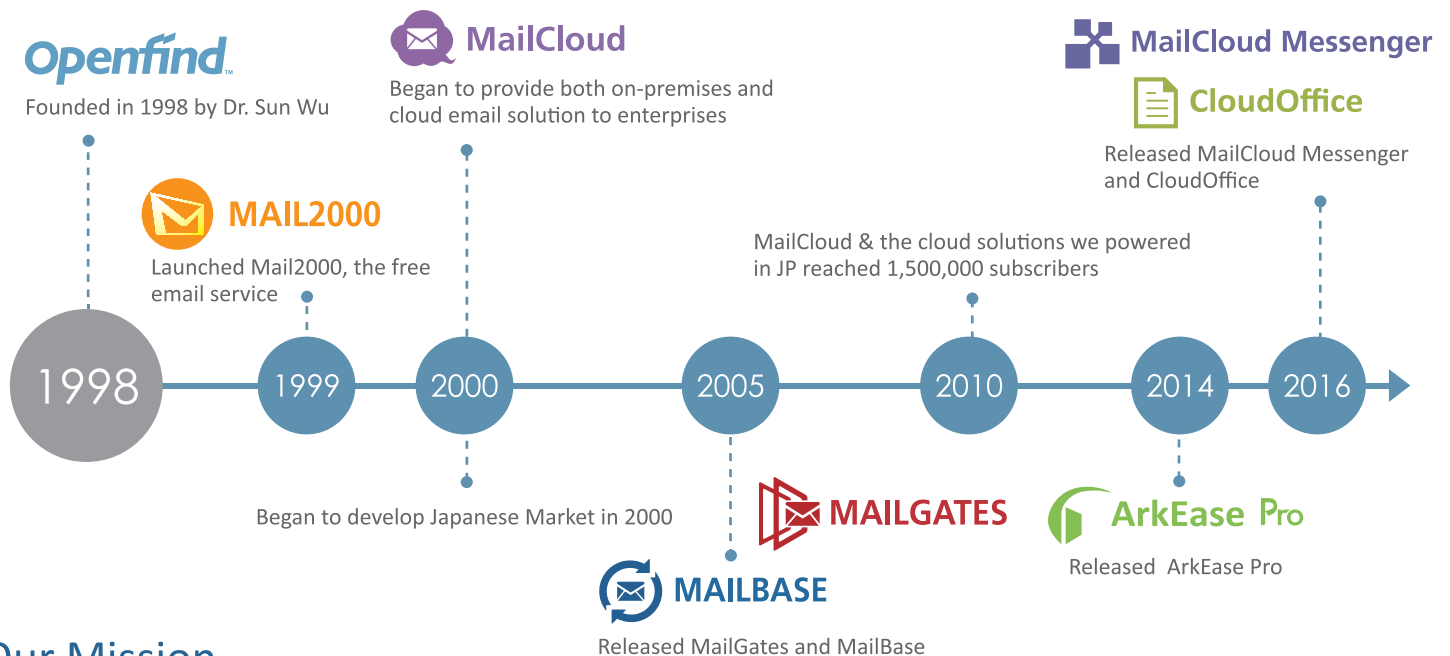 Openfind™
Founded in 1998 by Dr. Sun Wu
MailCloud
Began to provide both on-premises and
cloud email solution to enterprises
MailCloud Messenger
CloudOffice
Released MailCloud Messenger
and CloudOffice
MAIL2000
Launched Mail2000, the free
email service
MailCloud & the cloud solutions we powered
in JP reached 1,500,000 subscribers
1998
1999
2000
2005
2010
2014
2016
Began to develop Japanese Market in 2000
MAILGATES
MAILBASE
Released MailGates and MailBase
ArkEase Pro
Released ArkEase Pro
Our Mission